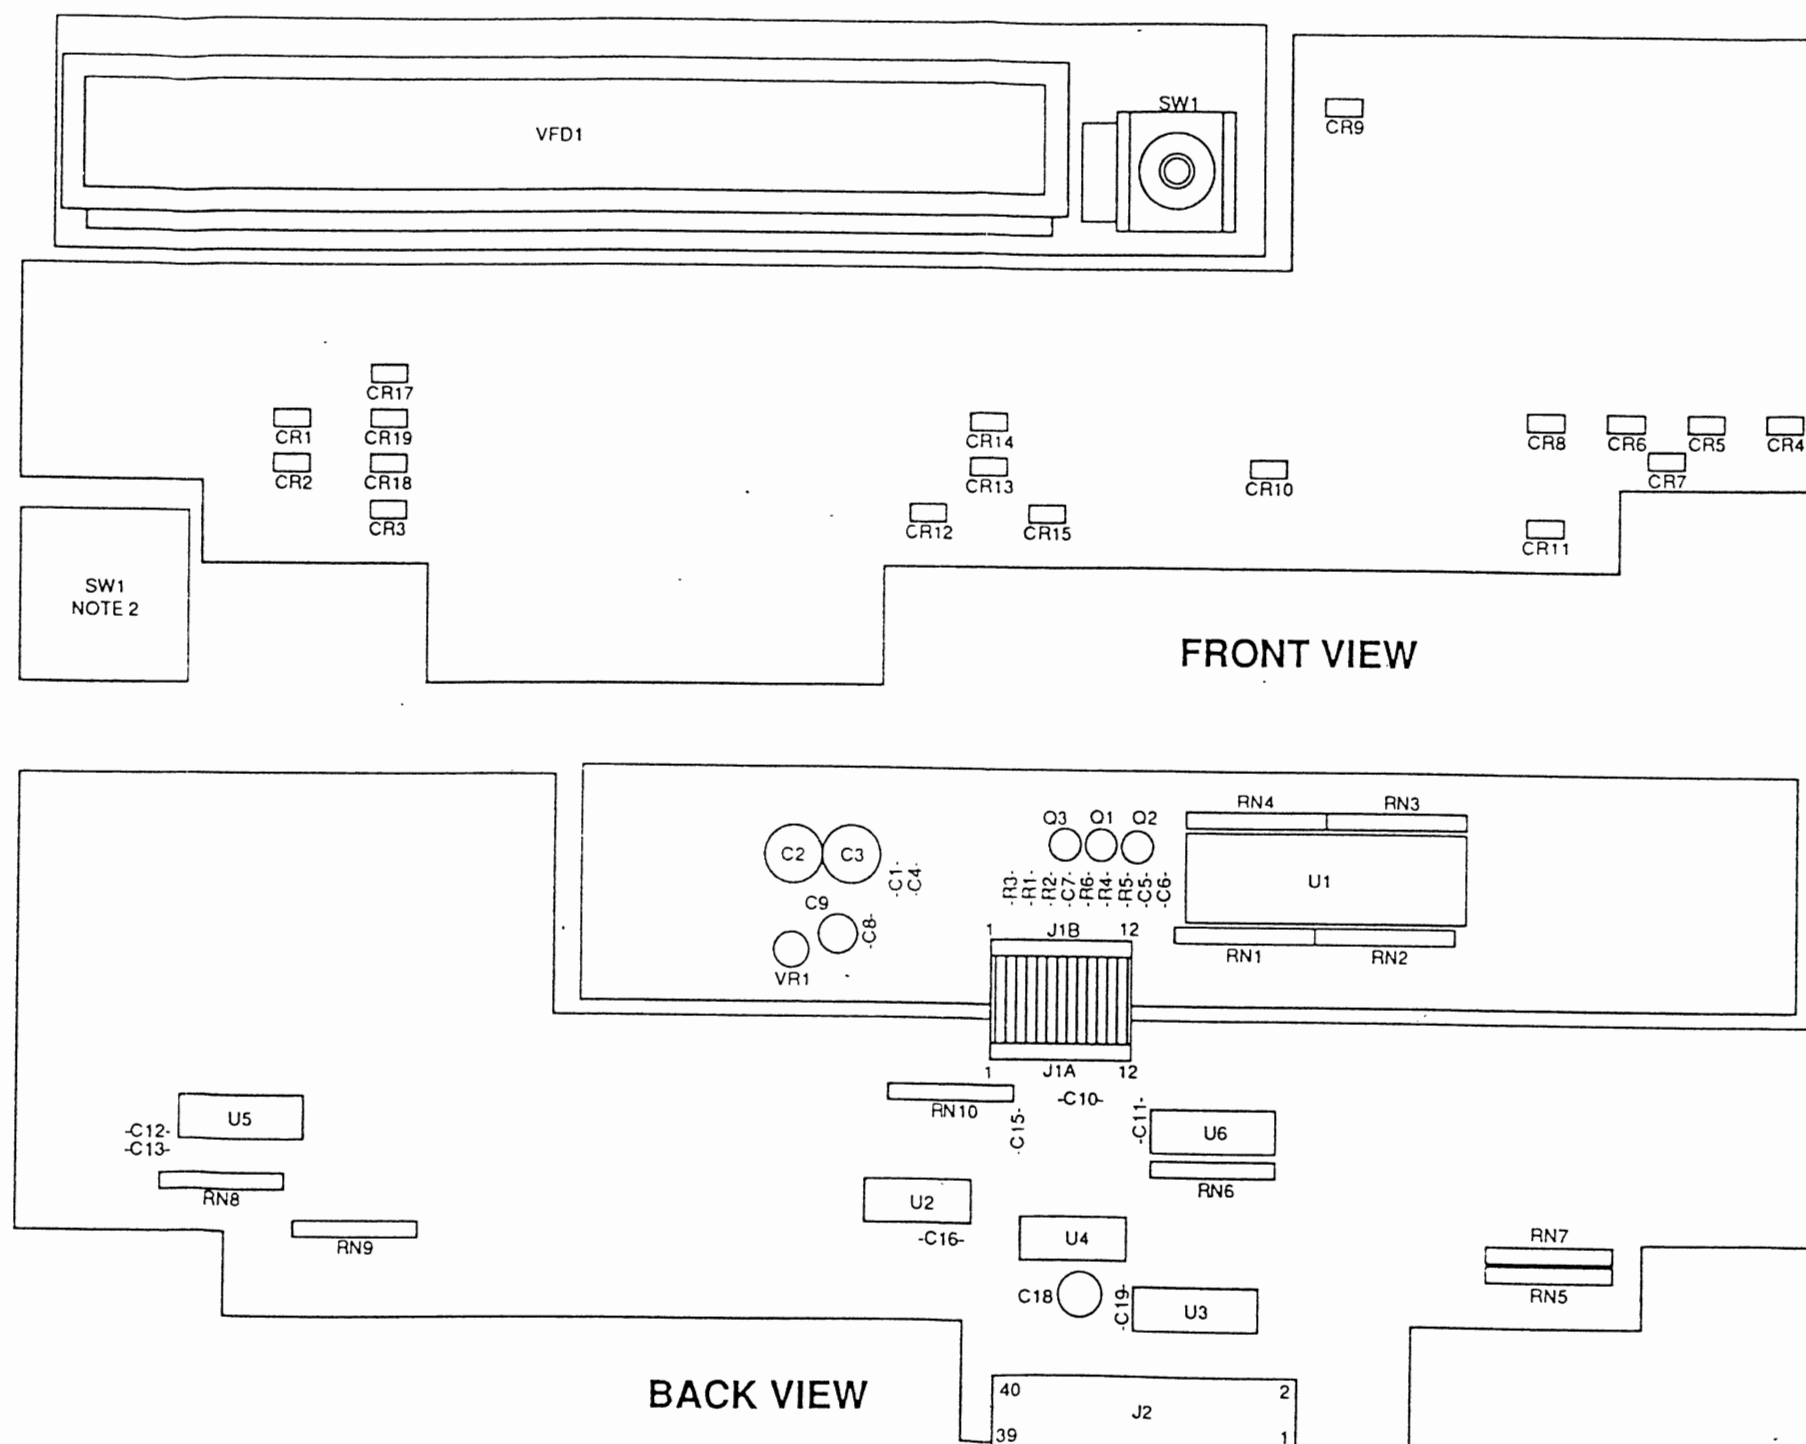 SW1
VFD1
CR9
CR17
CR1
CR19
CR14
CR8
CR6
CR5
CR4
CR2
CR18
CR13
CR10
CR7
CR3
CR12
CR15
CR11
SW1
NOTE 2
FRONT VIEW
RN4
RN3
Q3
Q1
Q2
C2
C3
-C1-
-C4-
-R3-
-R1-
-R2-
-C7-
-R6-
-R4-
-R5-
-C5-
-C6-
U1
C9
-C8-
1
J1B
12
RN1
RN2
VR1
1
J1A
12
RN10
-C10-
-C15-
-C11-
U5
U6
-C12-
-C13-
RN8
RN6
U2
RN9
-C16-
U4
RN7
C18
-C19-
U3
RN5
BACK VIEW
40
2
J2
39
1